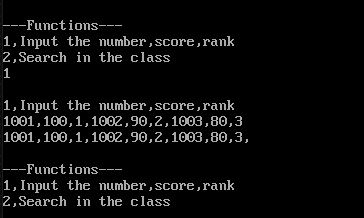 ---Functions---
1,Input the number,score,rank
2,Search in the class
1
1,Input the number,score,rank
1001,100,1,1002,90,2,1003,80,3
1001,100,1,1002,90,2,1003,80,3,
---Functions---
1,Input the number,score,rank
2,Search in the class